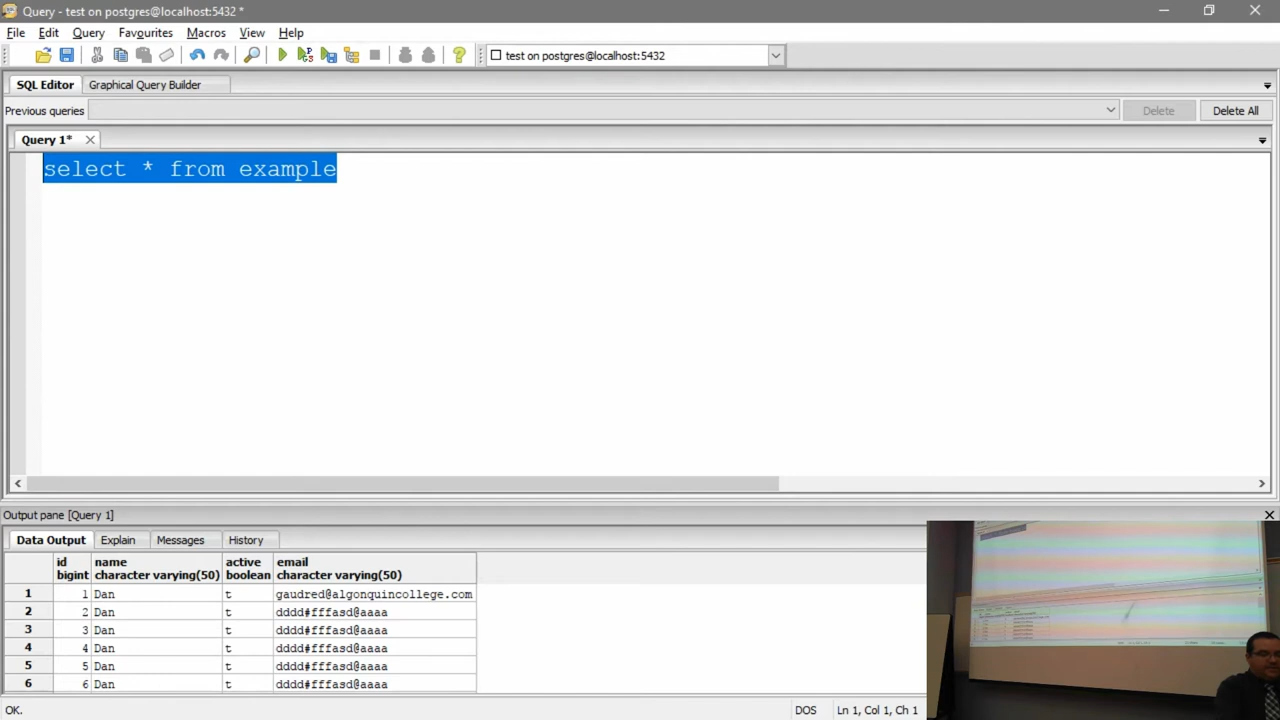 Query - test on postgres@localhost:5432 *
File Edit Query Favourites Macros View Help
test on postgres@localhost:5432
SQL Editor Graphical Query Builder
Previous queries Delete Delete All
Query 1*
select * from example
Output pane [Query 1]
Data Output Explain Messages History
id name active email
bigint character varying(50) boolean character varying(50)
1 1 Dan t gaudred@algonquincollege.com
2 2 Dan t dddd#fffasd@aaaa
3 3 Dan t dddd#fffasd@aaaa
4 4 Dan t dddd#fffasd@aaaa
5 5 Dan t dddd#fffasd@aaaa
6 6 Dan t dddd#fffasd@aaaa
OK. DOS Ln 1, Col 1, Ch 1